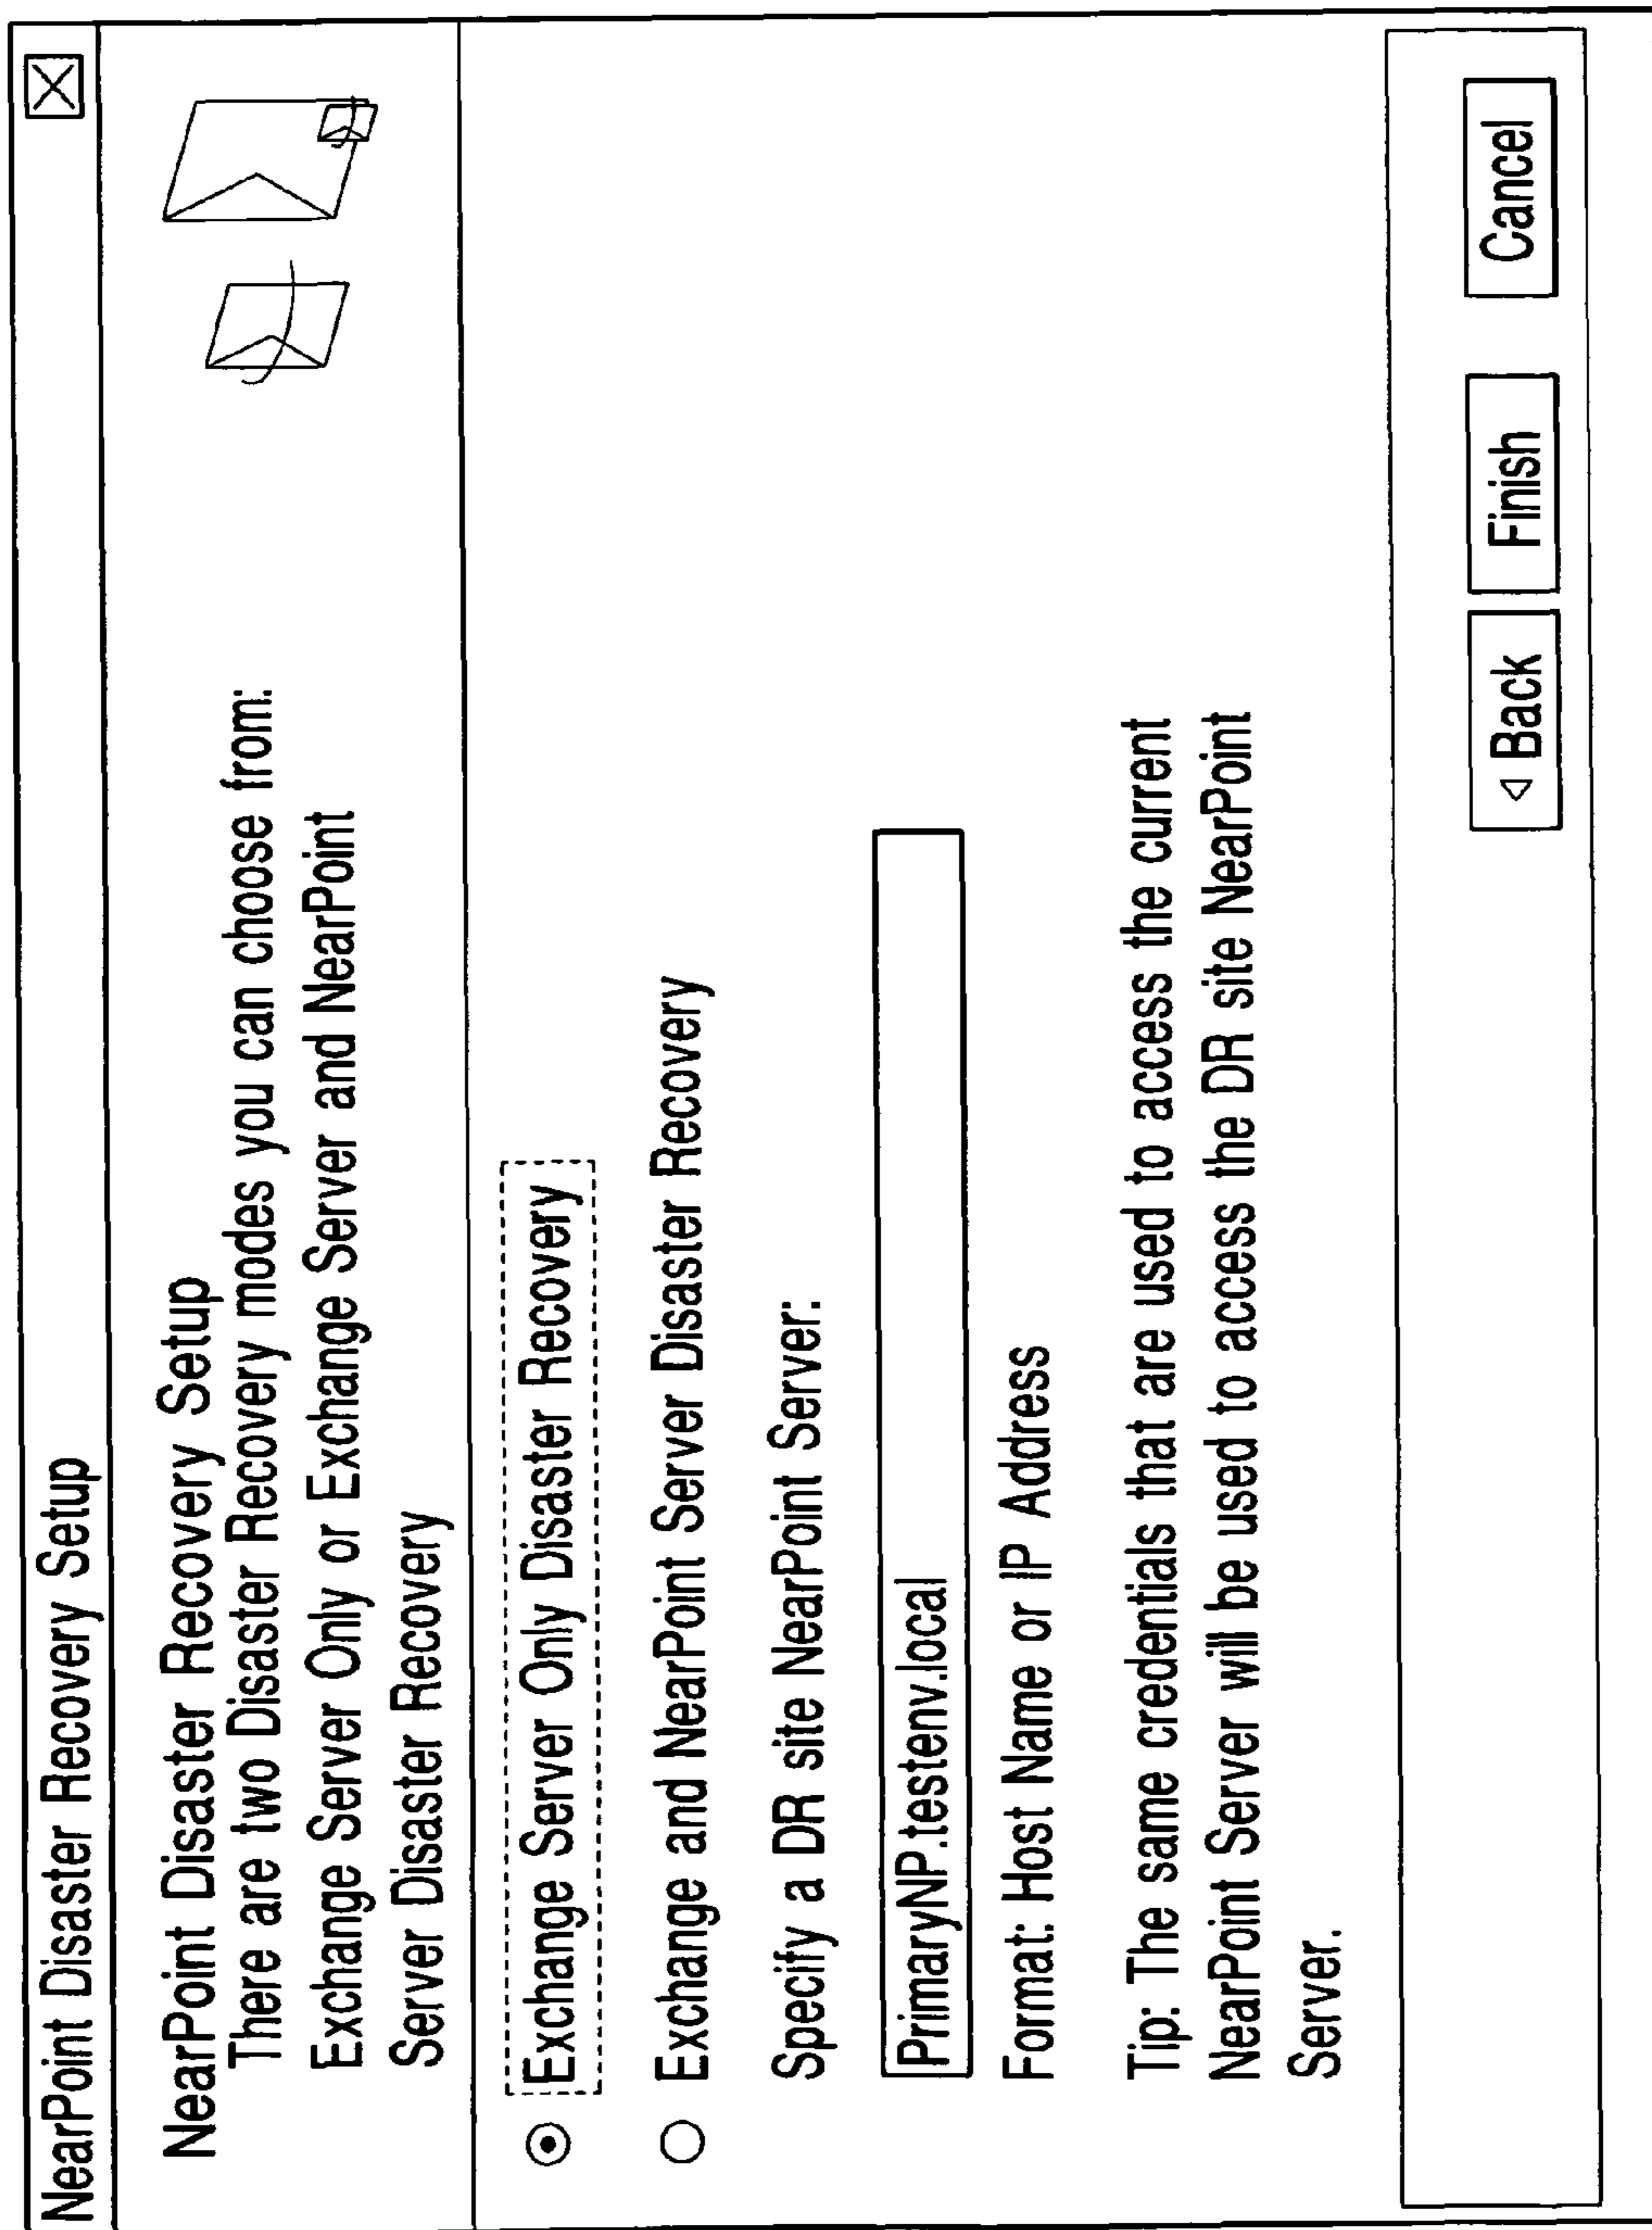 NearPoint Disaster Recovery Setup
NearPoint Disaster Recovery Setup
There are two Disaster Recovery modes you can choose from:
Exchange Server Only or Exchange Server and NearPoint
Server Disaster Recovery
Exchange Server Only Disaster Recovery
Exchange and NearPoint Server Disaster Recovery
Specify a DR site NearPoint Server:
PrimaryNP.testenv.local
Format: Host Name or IP Address
Tip: The same credentials that are used to access the current
NearPoint Server will be used to access the DR site NearPoint
Server.
Back
Finish
Cancel